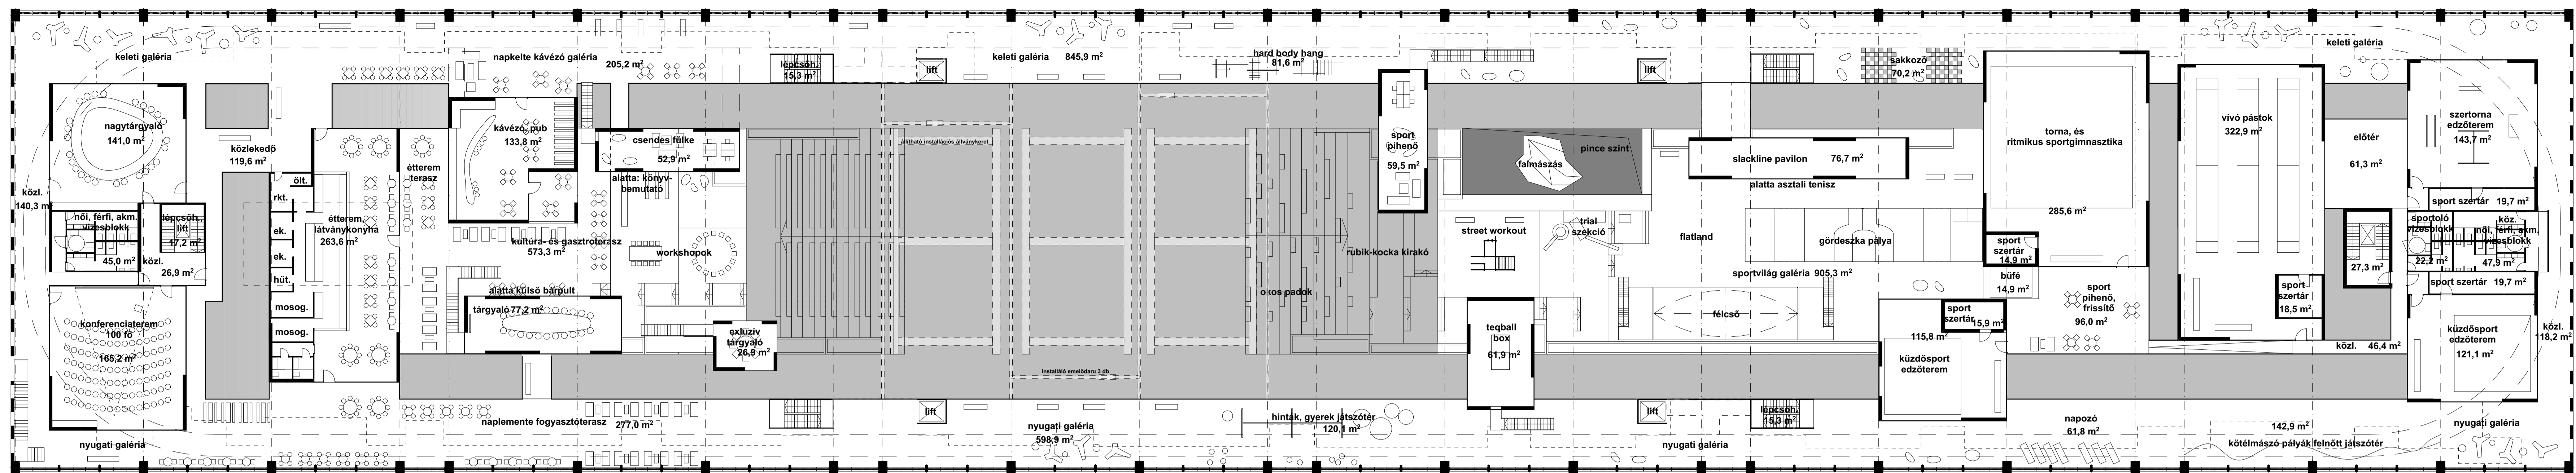 keleti galéria
napkelte kávézó galéria
205,2 m²
lépcsőh.
15,3 m²
lift
keleti galéria 845,9 m²
hard body hang
81,6 m²
lift
sakkozó
70,2 m²
keleti galéria
nagytárgyaló
141,0 m²
közlekedő
119,6 m²
közl.
140,3 m²
női, férfi, akm.
vizesblokk
45,0 m²
lépcsőh.
lift
17,2 m²
közl.
26,9 m²
konferenciaterem
100 fő
165,2 m²
nyugati galéria
ölt.
rkt.
ek.
ek.
hűt.
mosog.
mosog.
étterem,
látványkonyha
263,6 m²
étterem
terasz
kávézó, pub
133,8 m²
csendes fülke
52,9 m²
alatta: könyv-
bemutató
kultúra- és gasztroterasz
573,3 m²
workshopok
alatta külső bárpult
tárgyaló 77,2 m²
exluzív
tárgyaló
26,9 m²
naplemente fogyasztóterasz
277,0 m²
állítható installációs állványkeret
installáló emelődaru 3 db
lift
nyugati galéria
598,9 m²
rubik-kocka kirakó
okos padok
hinták, gyerek játszótér
120,1 m²
sport
pihenő
59,5 m²
falmászás
pince szint
street workout
trial
szekció
teqball
box
61,9 m²
slackline pavilon 76,7 m²
alatta asztali tenisz
flatland
gördeszka pálya
sportvilág galéria 905,3 m²
félcső
lift
nyugati galéria
lépcsőh.
15,3 m²
torna, és
ritmikus sportgimnasztika
285,6 m²
sport
szertár
14,9 m²
büfé
14,9 m²
sport
szertár
15,9 m²
115,8 m²
küzdősport
edzőterem
sport
pihenő,
frissítő
96,0 m²
vívó pástok
322,9 m²
sport
szertár
18,5 m²
előtér
61,3 m²
27,3 m²
közl. 46,4 m²
szertorna
edzőterem
143,7 m²
sport szertár 19,7 m²
sportoló
vizesblokk
22,2 m²
köz.
női, férfi, akm.
vizesblokk
47,9 m²
sport szertár 19,7 m²
küzdősport
edzőterem
121,1 m²
közl.
118,2 m²
napozó
61,8 m²
142,9 m²
kötélmászó pályák felnőtt játszótér
nyugati galéria